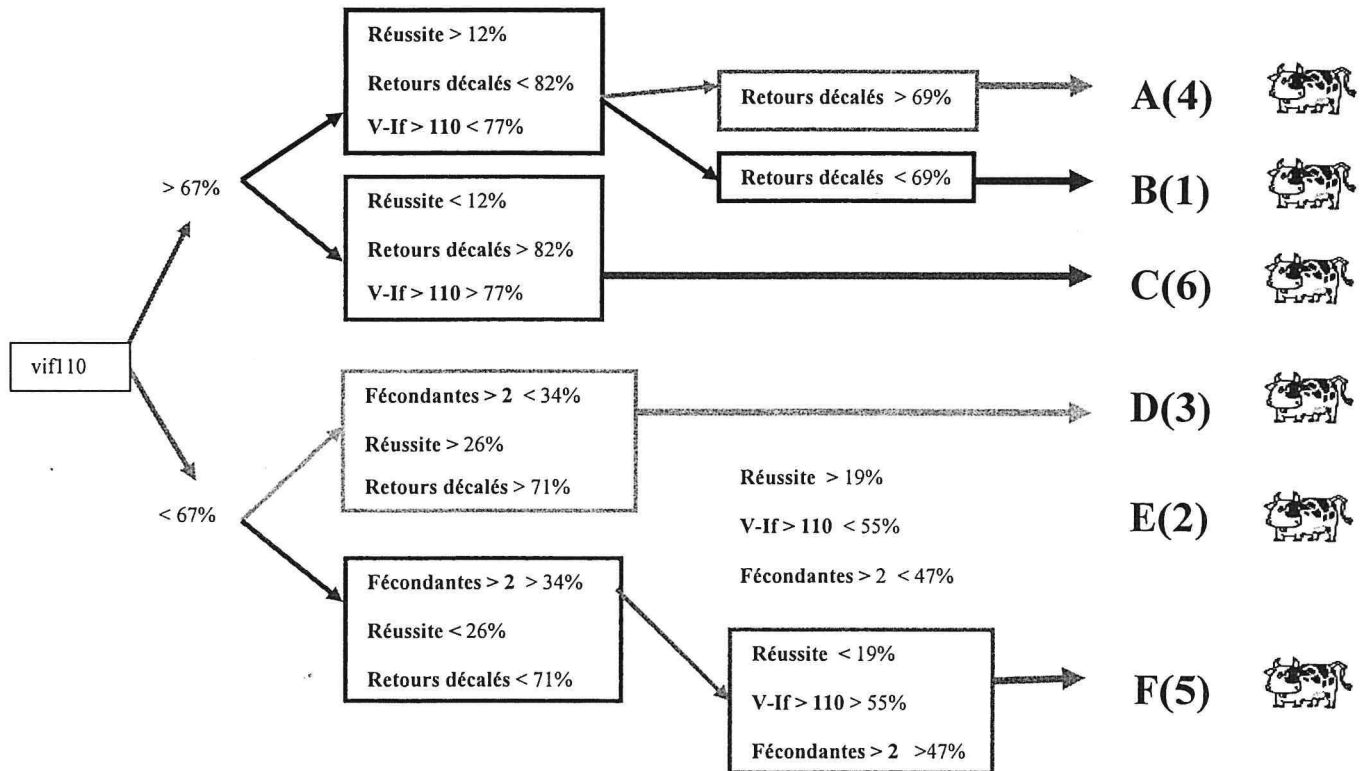 Réussite > 12%
Retours décalés < 82%
V-If > 110 < 77%
Retours décalés > 69%
A(4)
> 67%
Retours décalés < 69%
B(1)
Réussite < 12%
Retours décalés > 82%
V-If > 110 > 77%
C(6)
vif110
Fécondantes > 2 < 34%
Réussite > 26%
Retours décalés > 71%
D(3)
< 67%
Réussite > 19%
V-If > 110 < 55%
Fécondantes > 2 < 47%
E(2)
Fécondantes > 2 > 34%
Réussite < 26%
Retours décalés < 71%
Réussite < 19%
V-If > 110 > 55%
Fécondantes > 2 >47%
F(5)